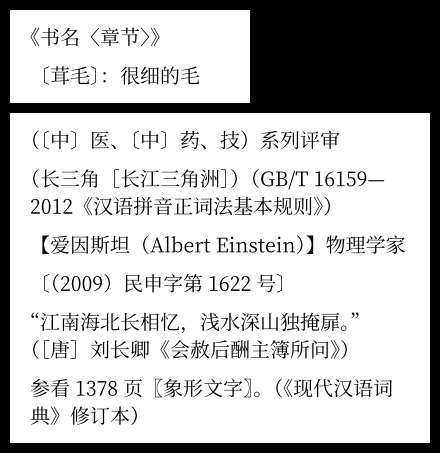 《书名〈章节〉》
〔茸毛〕：很细的毛
（〔中〕医、〔中〕药、技）系列评审
（长三角［长江三角洲］）（GB/T 16159—
2012《汉语拼音正词法基本规则》）
【爱因斯坦（Albert Einstein）】物理学家
〔（2009）民申字第 1622 号〕
“江南海北长相忆，浅水深山独掩扉。”
（［唐］刘长卿《会赦后酬主簿所问》）
参看 1378 页〖象形文字〗。（《现代汉语词
典》修订本）